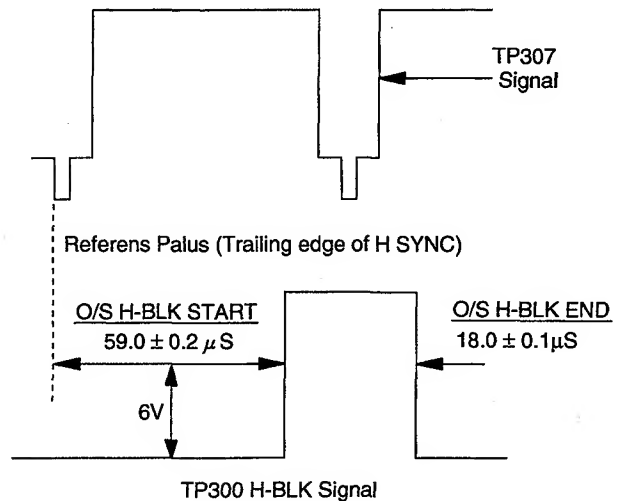 TP307
Signal
Referens Palus (Trailing edge of H SYNC)
O/S H-BLK START
59.0 ± 0.2 µS
O/S H-BLK END
18.0 ± 0.1µS
6V
TP300 H-BLK Signal